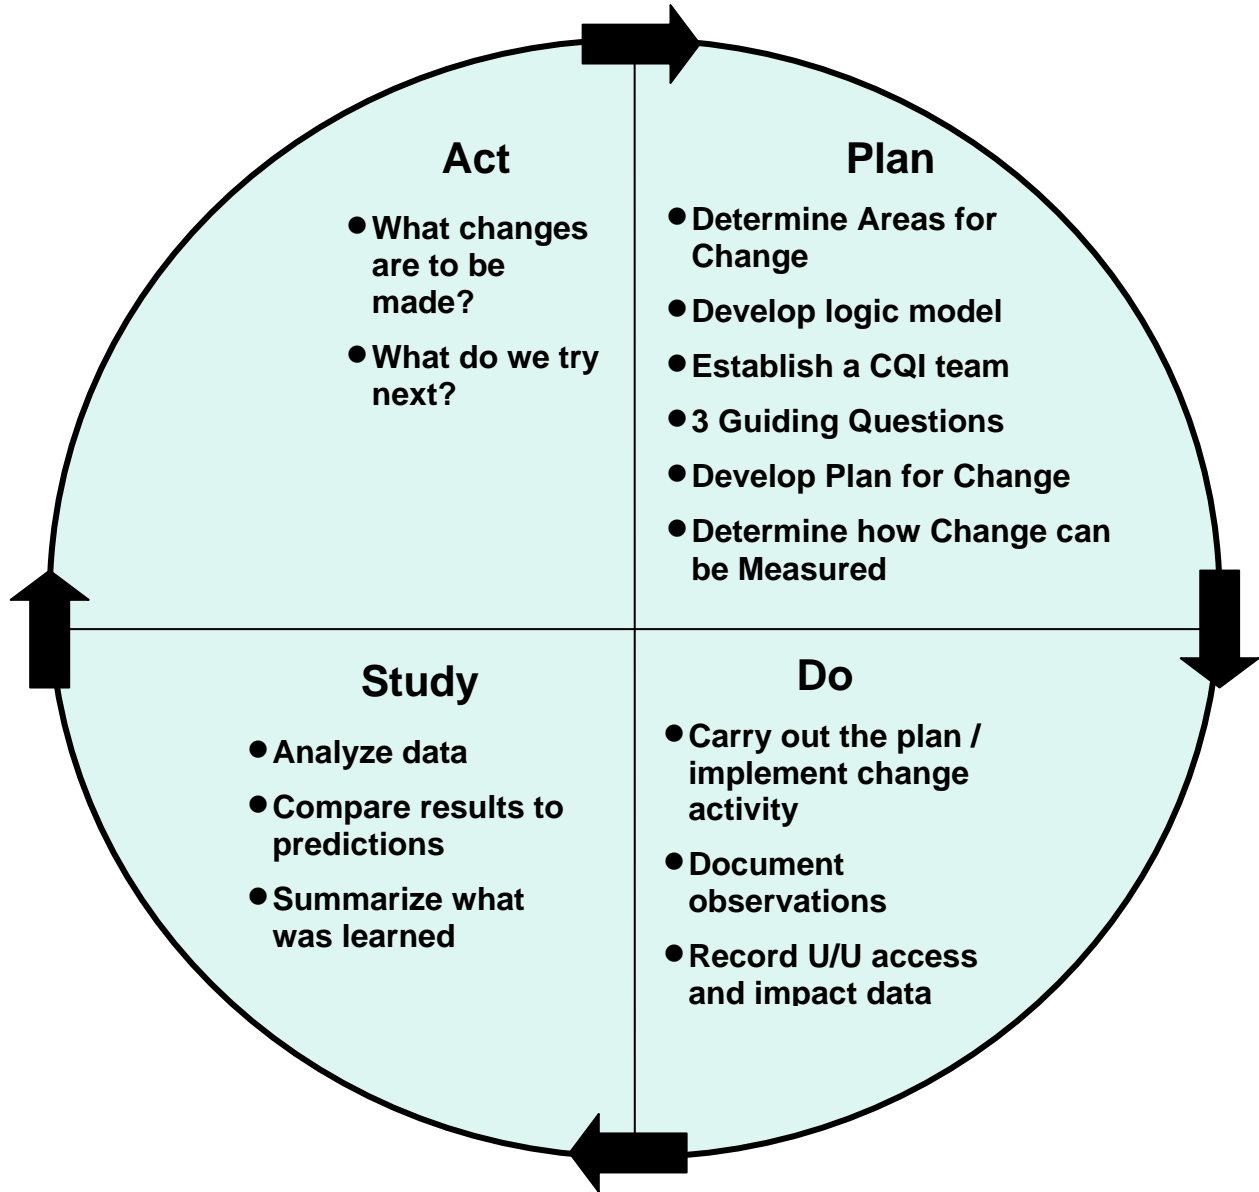 Act
• What changes
are to be
made?
• What do we try
next?
Plan
• Determine Areas for
Change
• Develop logic model
• Establish a CQI team
• 3 Guiding Questions
• Develop Plan for Change
• Determine how Change can
be Measured
Study
• Analyze data
• Compare results to
predictions
• Summarize what
was learned
Do
• Carry out the plan /
implement change
activity
• Document
observations
• Record U/U access
and impact data